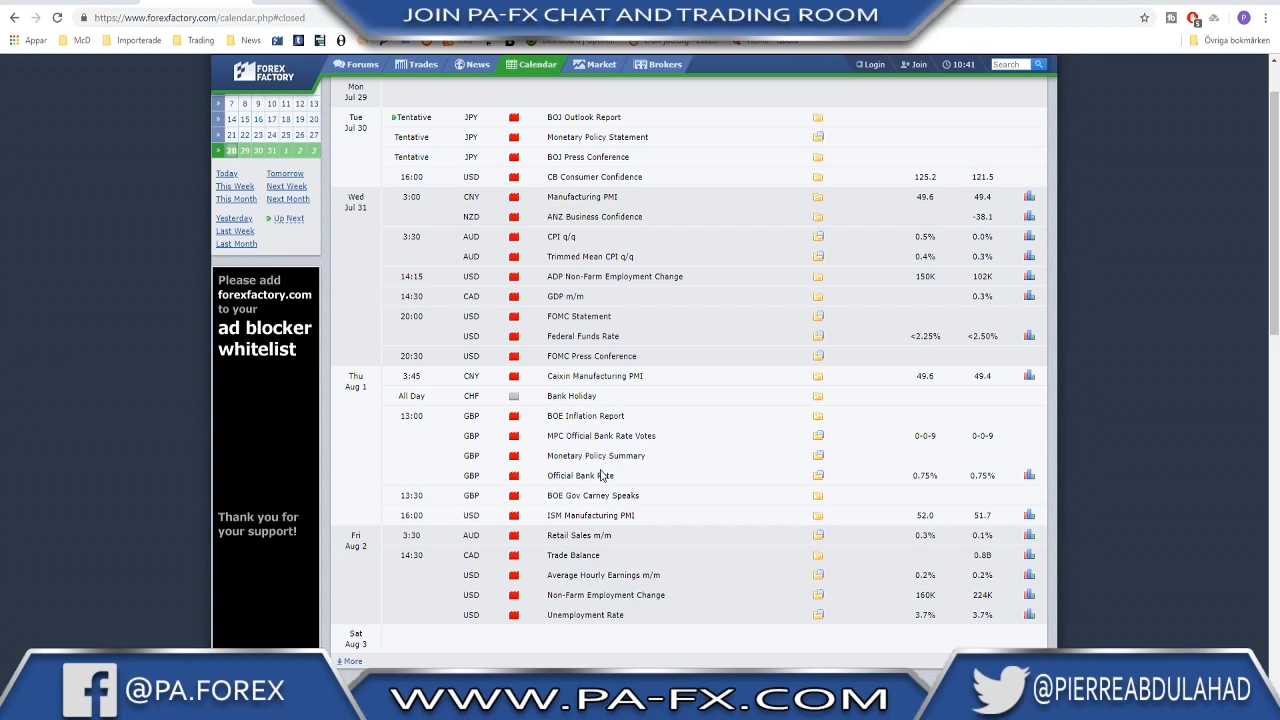 JOIN PA-FX CHAT AND TRADING ROOM
https://www.forexfactory.com/calendar.php#closed
P
Appar McD Importerade Trading News Övriga bokmärken
FOREX FACTORY
Forums Trades News Calendar Market Brokers Login Join 10:41 Search
7 8 9 10 11 12 13
14 15 16 17 18 19 20
21 22 23 24 25 26 27
28 29 30 31 1 2 3
Today Tomorrow
This Week Next Week
This Month Next Month
Yesterday Up Next
Last Week
Last Month
Please add
forexfactory.com
to your
ad blocker
whitelist
Thank you for
your support!
Mon
Jul 29
Tue
Jul 30
Tentative JPY BOJ Outlook Report
Tentative JPY Monetary Policy Statement
Tentative JPY BOJ Press Conference
16:00 USD CB Consumer Confidence 125.2 121.5
Wed
Jul 31
3:00 CNY Manufacturing PMI 49.6 49.4
NZD ANZ Business Confidence -38.1
3:30 AUD CPI q/q 0.5% 0.0%
AUD Trimmed Mean CPI q/q 0.4% 0.3%
14:15 USD ADP Non-Farm Employment Change 150K 102K
14:30 CAD GDP m/m 0.3%
20:00 USD FOMC Statement
USD Federal Funds Rate <2.25% <2.50%
20:30 USD FOMC Press Conference
Thu
Aug 1
3:45 CNY Caixin Manufacturing PMI 49.6 49.4
All Day CHF Bank Holiday
13:00 GBP BOE Inflation Report
GBP MPC Official Bank Rate Votes 0-0-9 0-0-9
GBP Monetary Policy Summary
GBP Official Bank Rate 0.75% 0.75%
13:30 GBP BOE Gov Carney Speaks
16:00 USD ISM Manufacturing PMI 52.0 51.7
Fri
Aug 2
3:30 AUD Retail Sales m/m 0.3% 0.1%
14:30 CAD Trade Balance 0.8B
USD Average Hourly Earnings m/m 0.2% 0.2%
USD Non-Farm Employment Change 160K 224K
USD Unemployment Rate 3.7% 3.7%
Sat
Aug 3
More
@PA.FOREX
WWW.PA-FX.COM
@PIERREABDULAHAD